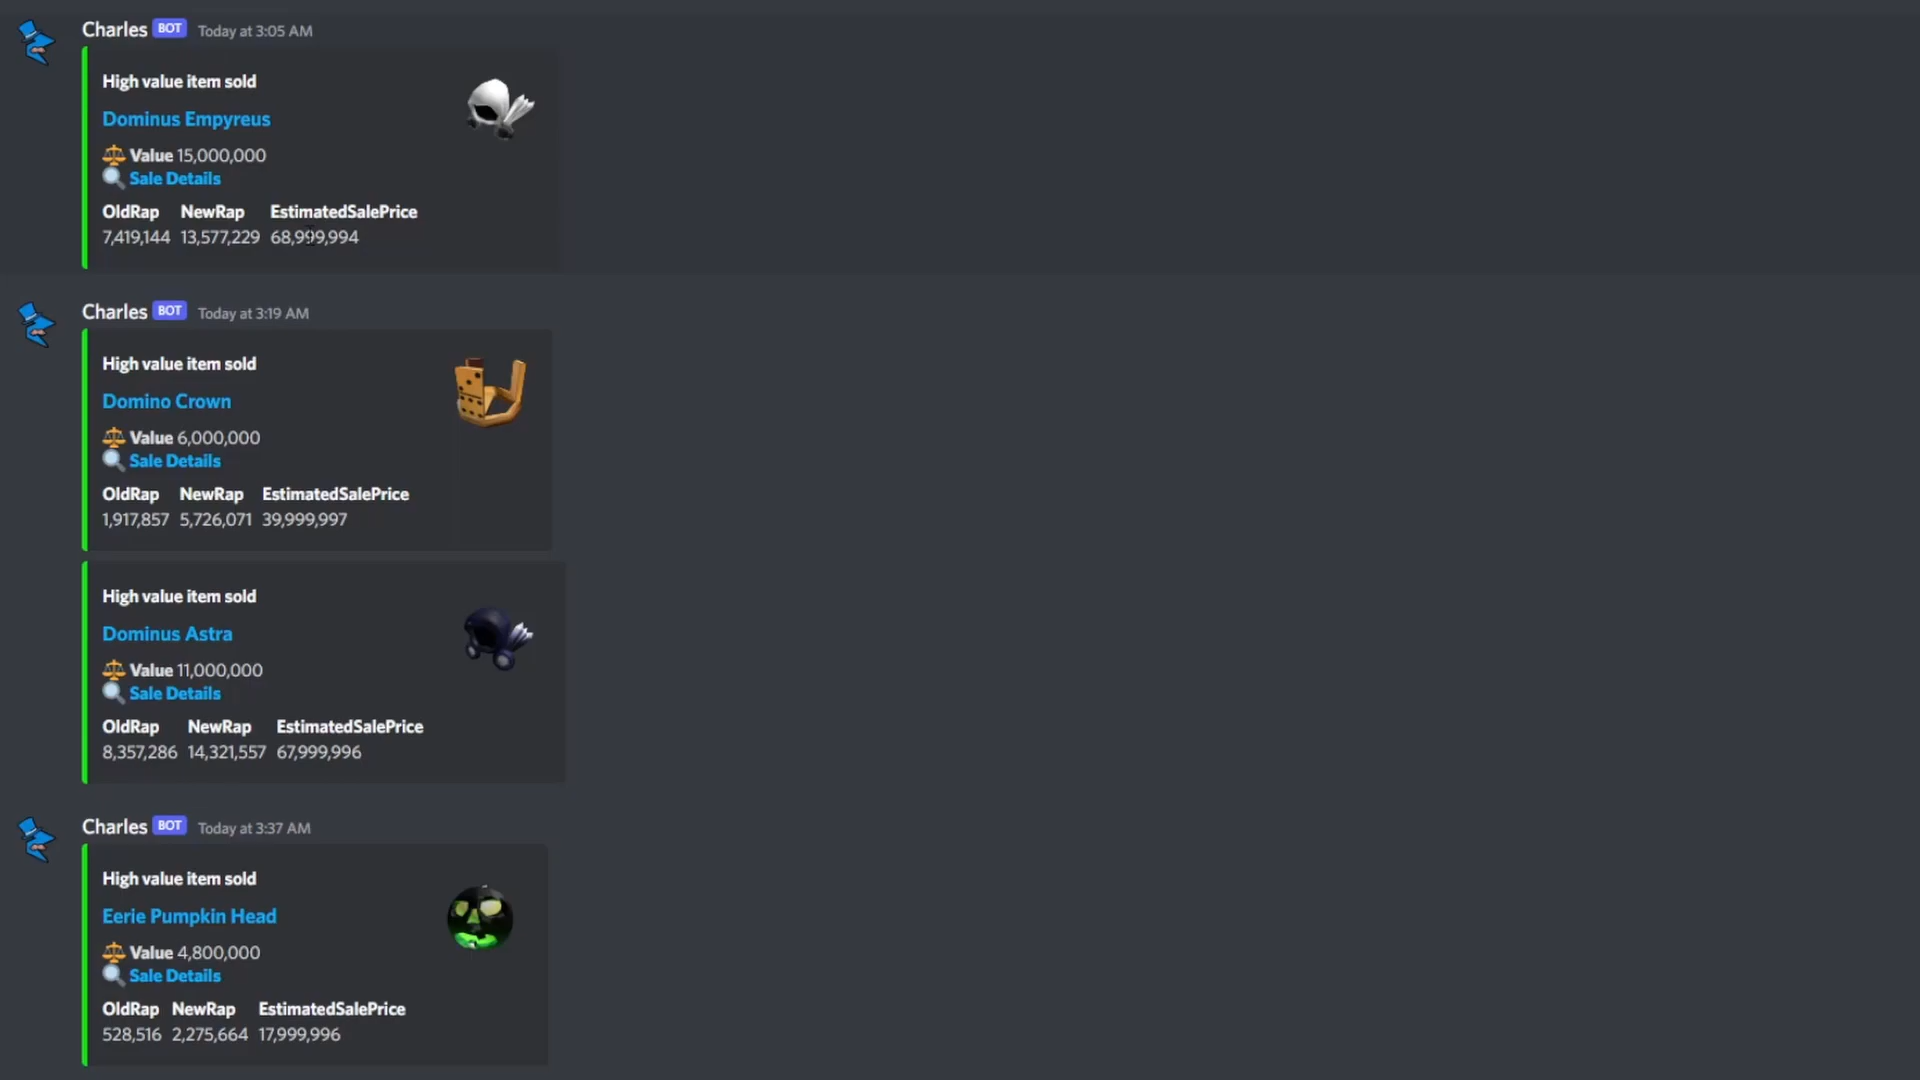 Charles BOT Today at 3:05 AM
High value item sold
Dominus Empyreus
Value 15,000,000
Sale Details
OldRap NewRap EstimatedSalePrice
7,419,144 13,577,229 68,999,994
Charles BOT Today at 3:19 AM
High value item sold
Domino Crown
Value 6,000,000
Sale Details
OldRap NewRap EstimatedSalePrice
1,917,857 5,726,071 39,999,997
High value item sold
Dominus Astra
Value 11,000,000
Sale Details
OldRap NewRap EstimatedSalePrice
8,357,286 14,321,557 67,999,996
Charles BOT Today at 3:37 AM
High value item sold
Eerie Pumpkin Head
Value 4,800,000
Sale Details
OldRap NewRap EstimatedSalePrice
528,516 2,275,664 17,999,996